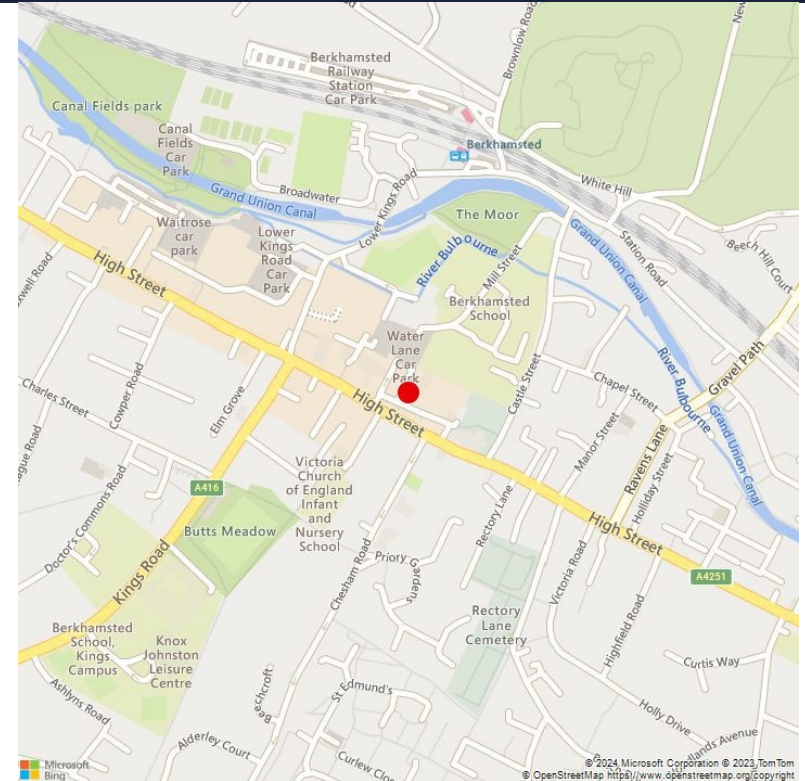 Brownlow Road
New
Berkhamsted
Railway
Station
Car Park
Canal Fields park
Canal
Fields
Car
Park
Berkhamsted
Broadwater
Grand Union Canal
Lower Kings Road
White Hill
The Moor
Waitrose
car
park
Lower
Kings
Road
Car
Park
River Bulbourne
Mill Street
Grand Union Canal
Station Road
Beech Hill Court
High Street
Berkhamsted
School
Water
Lane
Car
Park
River Bulbourne
Gravel Path
Charles Street
Cowper Road
Elm Grove
High Street
Castle Street
Chapel Street
Manor Street
Ravens Lane
Holliday Street
Grand Union Canal
A416
Victoria
Church
of England
Infant
and
Nursery
School
Doctor's Commons Road
Butts Meadow
Kings Road
Rectory Lane
High Street
A4251
Chesham Road
Priory Gardens
Victoria Road
Highfield Road
Rectory
Lane
Cemetery
Berkhamsted
School,
Kings
Campus
Knox
Johnston
Leisure
Centre
Curtis Way
Ashlyns Road
Beechcroft
St Edmund's
Holly Drive
Alderley Court
Microsoft
Bing
© 2024 Microsoft Corporation © 2023 TomTom
© OpenStreetMap https://www.openstreetmap.org/copyright